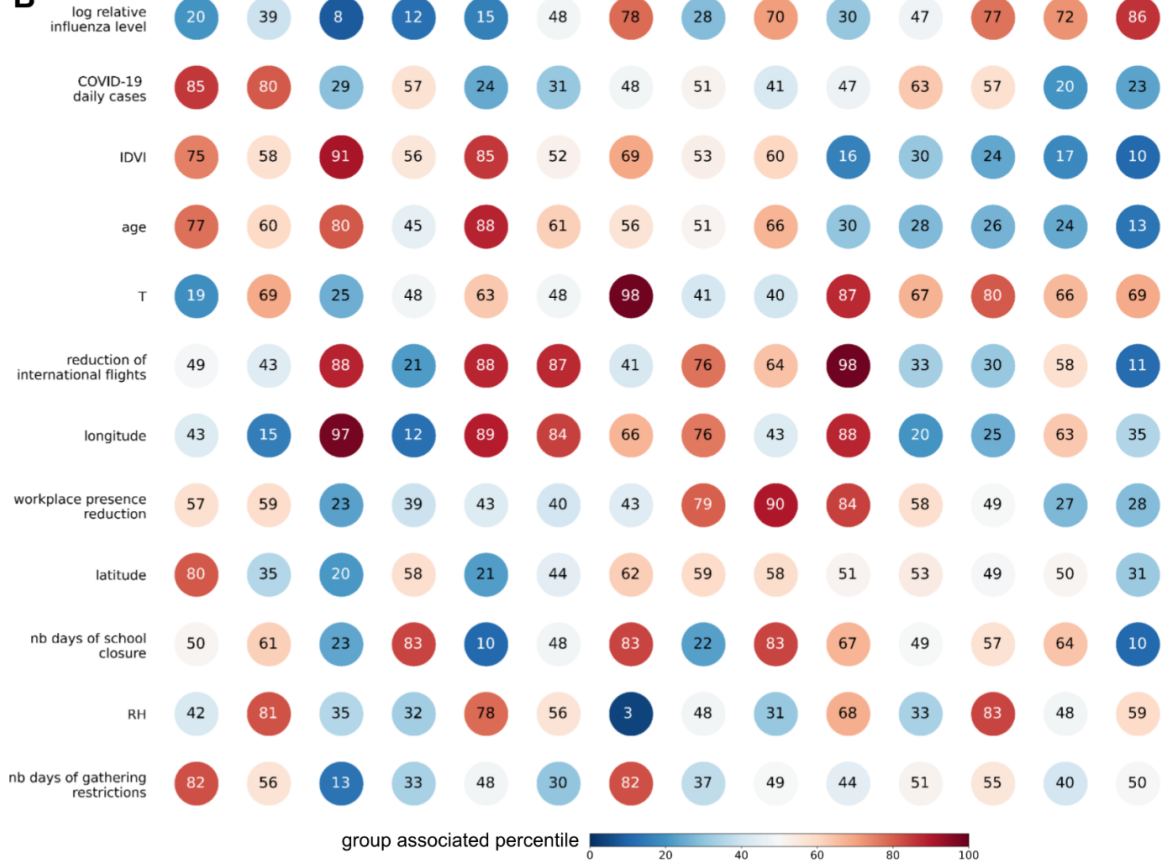 B
log relative
influenza level
20 39 8 12 15 48 78 28 70 30 47 77 72 86
COVID-19
daily cases
85 80 29 57 24 31 48 51 41 47 63 57 20 23
IDVI
75 58 91 56 85 52 69 53 60 16 30 24 17 10
age
77 60 80 45 88 61 56 51 66 30 28 26 24 13
T
19 69 25 48 63 48 98 41 40 87 67 80 66 69
reduction of
international flights
49 43 88 21 88 87 41 76 64 98 33 30 58 11
longitude
43 15 97 12 89 84 66 76 43 88 20 25 63 35
workplace presence
reduction
57 59 23 39 43 40 43 79 90 84 58 49 27 28
latitude
80 35 20 58 21 44 62 59 58 51 53 49 50 31
nb days of school
closure
50 61 23 83 10 48 83 22 83 67 49 57 64 10
RH
42 81 35 32 78 56 3 48 31 68 33 83 48 59
nb days of gathering
restrictions
82 56 13 33 48 30 82 37 49 44 51 55 40 50
group associated percentile
0 20 40 60 80 100